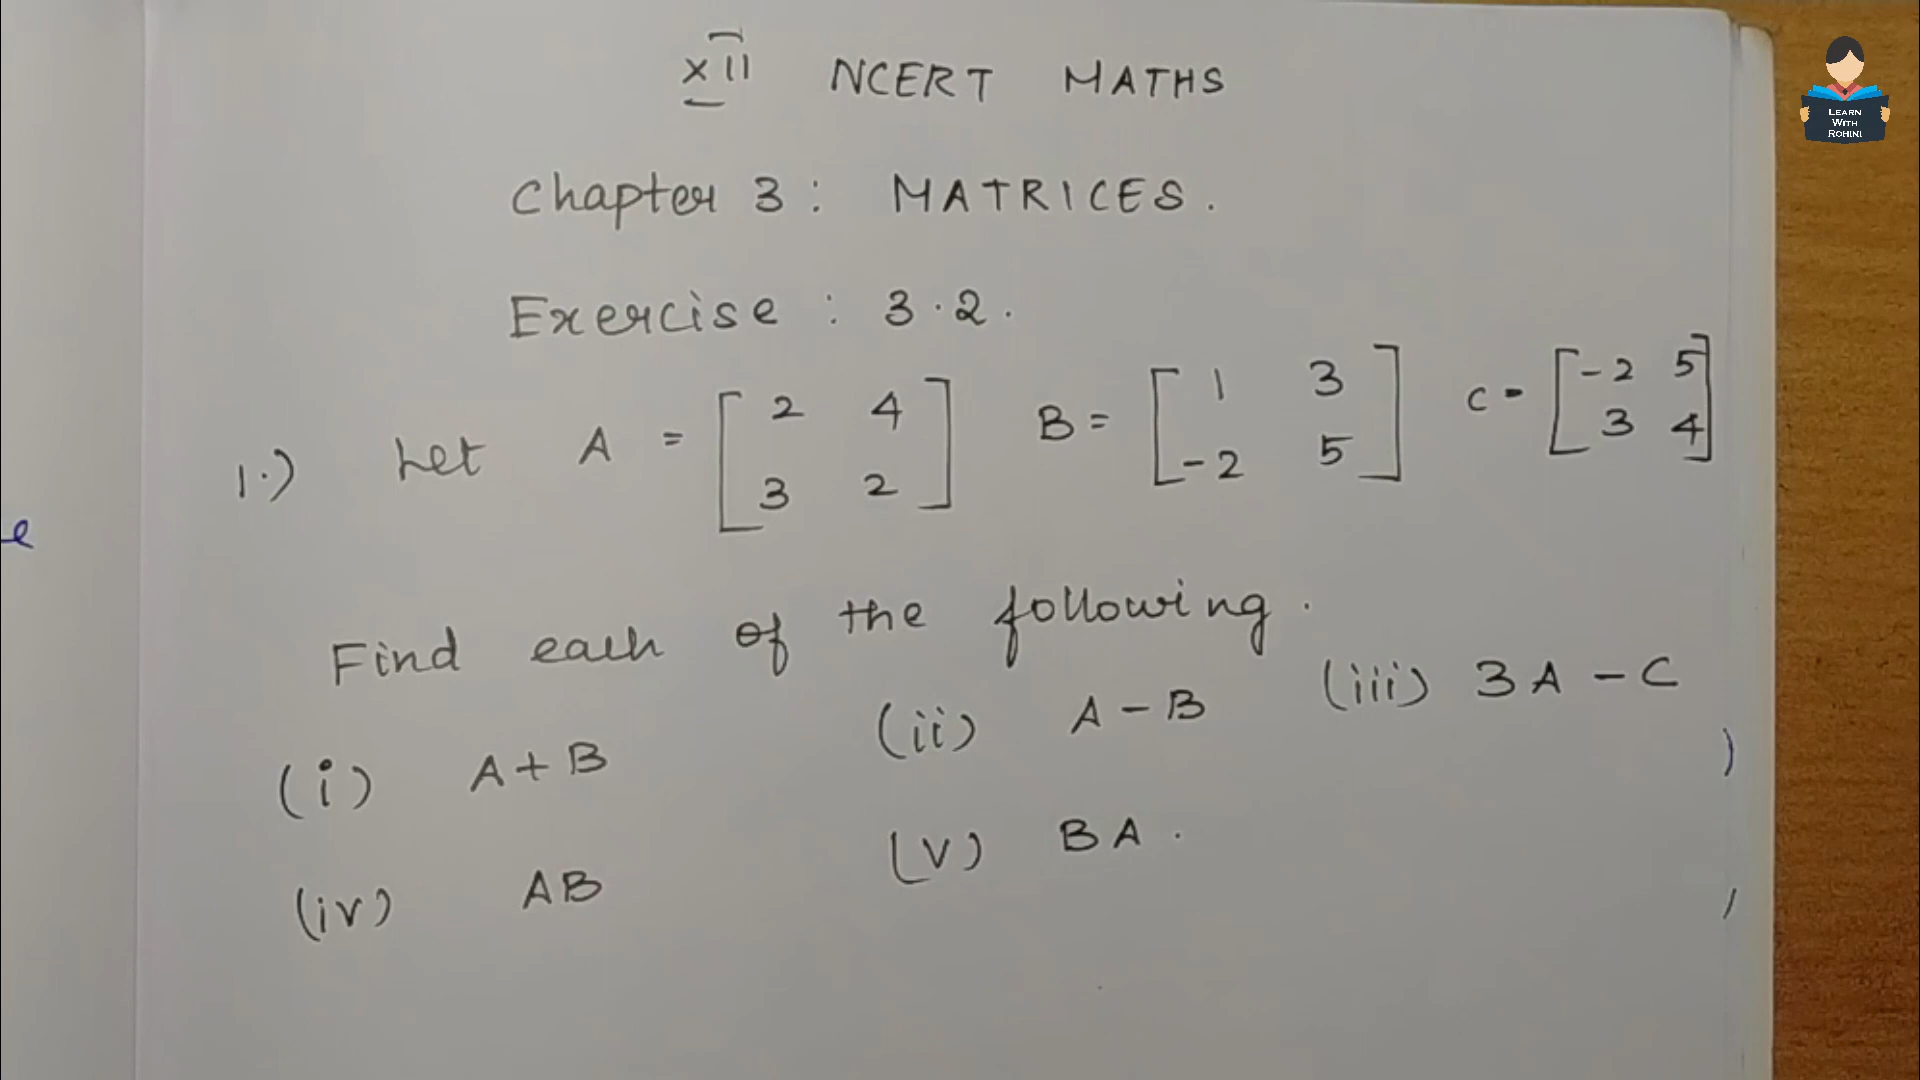 XII NCERT MATHS
Chapter 3 : MATRICES.
Exercise : 3.2.
1.) Let A = [2 4; 3 2] B = [1 3; -2 5] C = [-2 5; 3 4]
Find each of the following.
(i) A+B (ii) A-B (iii) 3A-C
(iv) AB (v) BA.
LEARN
WITH
ROHINI